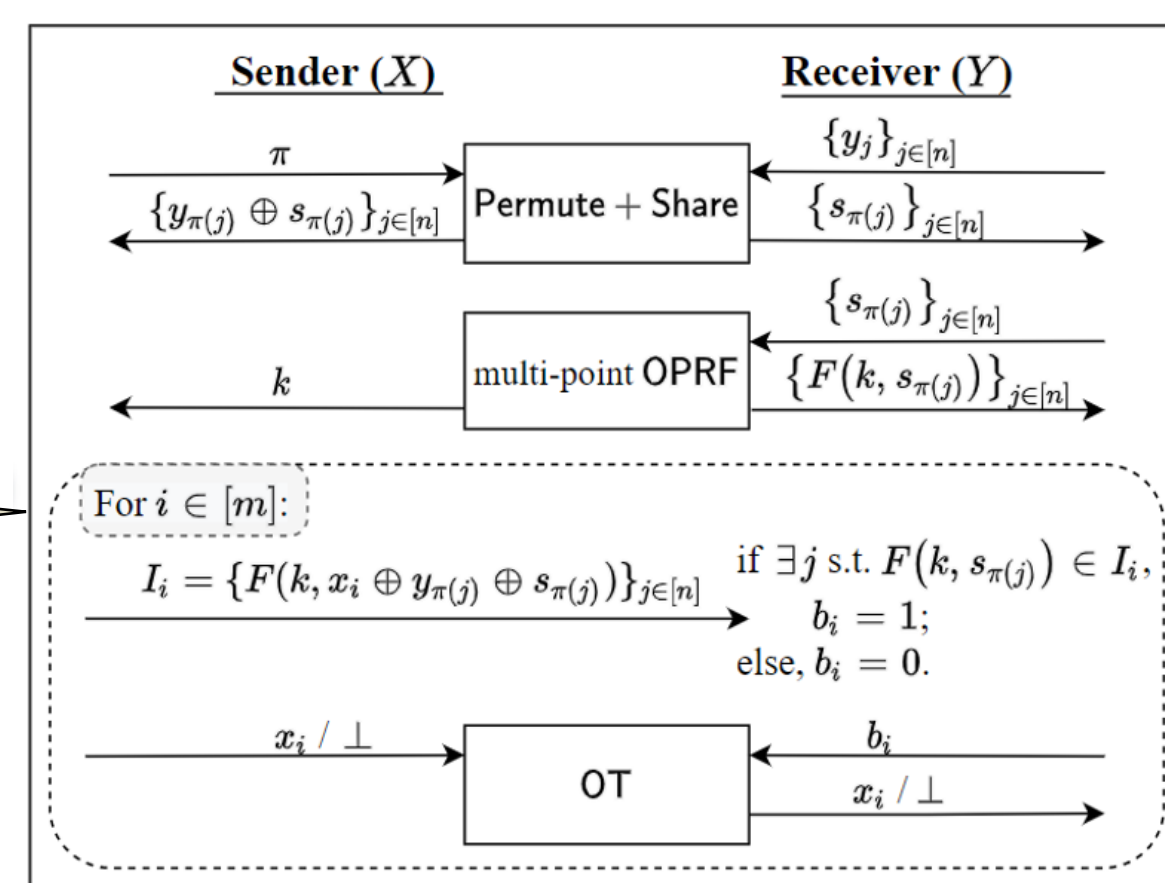 Sender (X) Receiver (Y)
π {y_j}_{j∈[n]}
Permute + Share
{y_{π(j)} ⊕ s_{π(j)}}_{j∈[n]} {s_{π(j)}}_{j∈[n]}
{s_{π(j)}}_{j∈[n]}
k multi-point OPRF {F(k, s_{π(j)})}_{j∈[n]}
For i ∈ [m]:
I_i = {F(k, x_i ⊕ y_{π(j)} ⊕ s_{π(j)})}_{j∈[n]}
if ∃j s.t. F(k, s_{π(j)}) ∈ I_i,
b_i = 1;
else, b_i = 0.
x_i / ⊥ b_i
OT
x_i / ⊥